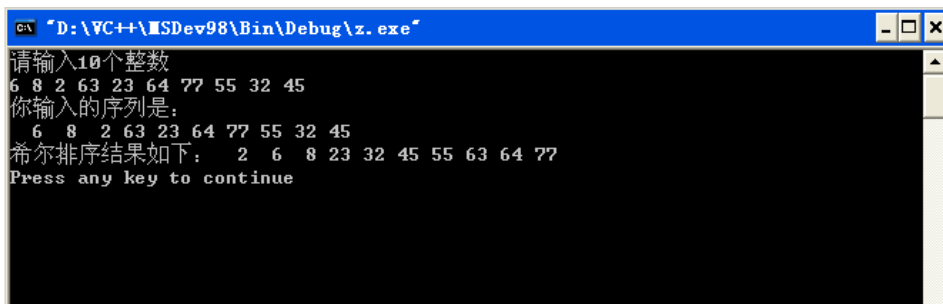 "D:\VC++\MSDev98\Bin\Debug\z.exe"
请输入10个整数
6 8 2 63 23 64 77 55 32 45
你输入的序列是：
  6  8  2 63 23 64 77 55 32 45
希尔排序结果如下：  2  6  8 23 32 45 55 63 64 77
Press any key to continue